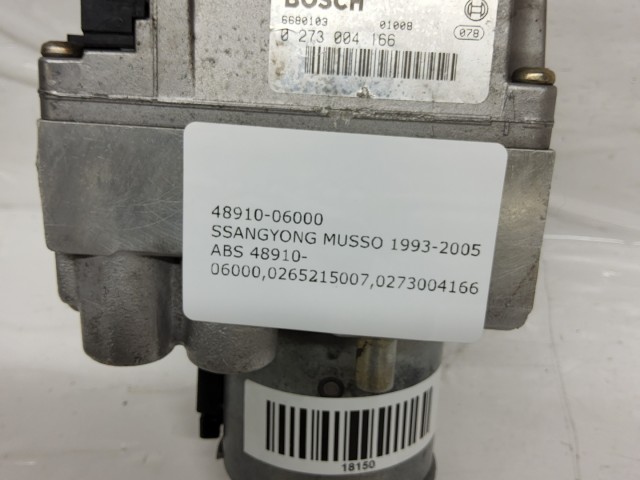 BOSCH
6680103 01008
0 273 004 166
078
48910-06000
SSANGYONG MUSSO 1993-2005
ABS 48910-
06000,0265215007,0273004166
18150